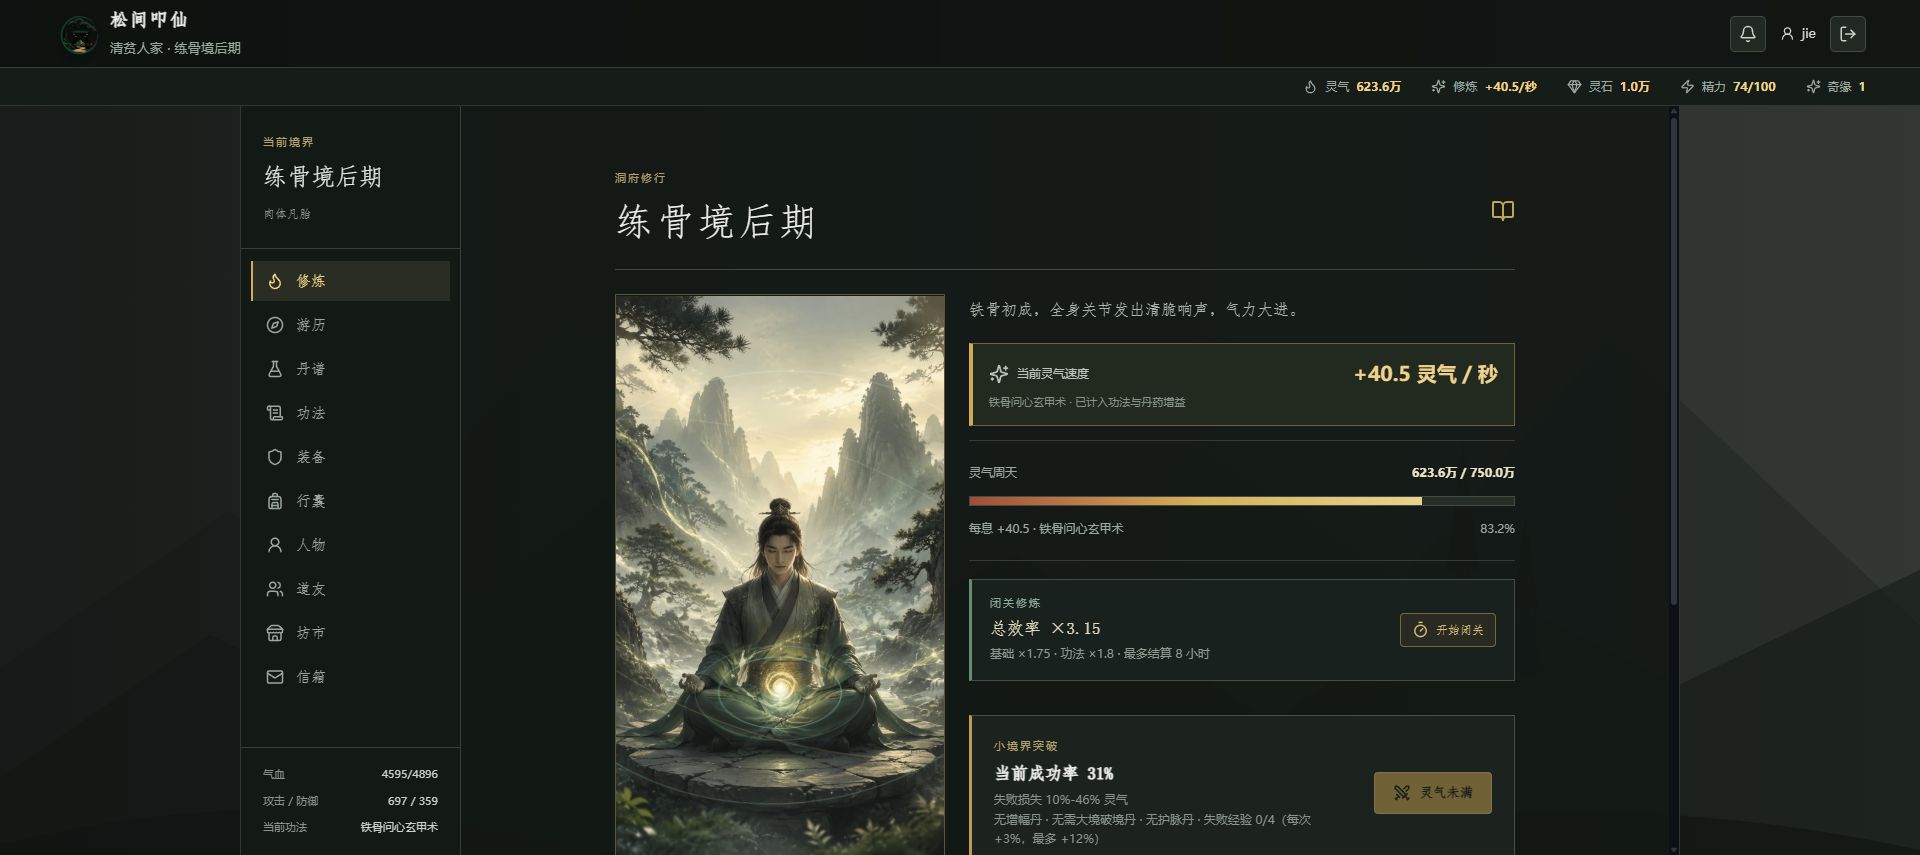 松间叩仙
清贫人家 · 练骨境后期
jie
灵气 623.6万
修炼 +40.5/秒
灵石 1.0万
精力 74/100
奇缘 1
当前境界
练骨境后期
肉体凡胎
修炼
游历
丹谱
功法
装备
行囊
人物
道友
坊市
信箱
气血 4595/4896
攻击 / 防御 697 / 359
当前功法 铁骨问心玄甲术
洞府修行
练骨境后期
铁骨初成，全身关节发出清脆响声，气力大进。
当前灵气速度 +40.5 灵气 / 秒
铁骨问心玄甲术 · 已计入功法与丹药增益
灵气周天 623.6万 / 750.0万
每息 +40.5 · 铁骨问心玄甲术 83.2%
闭关修炼
总效率 ×3.15
基础 ×1.75 · 功法 ×1.8 · 最多结算 8 小时
开始闭关
小境界突破
当前成功率 31%
失败损失 10%-46% 灵气
无增幅丹 · 无需大境破境丹 · 无护脉丹 · 失败经验 0/4（每次
+3%，最多 +12%）
灵气未满